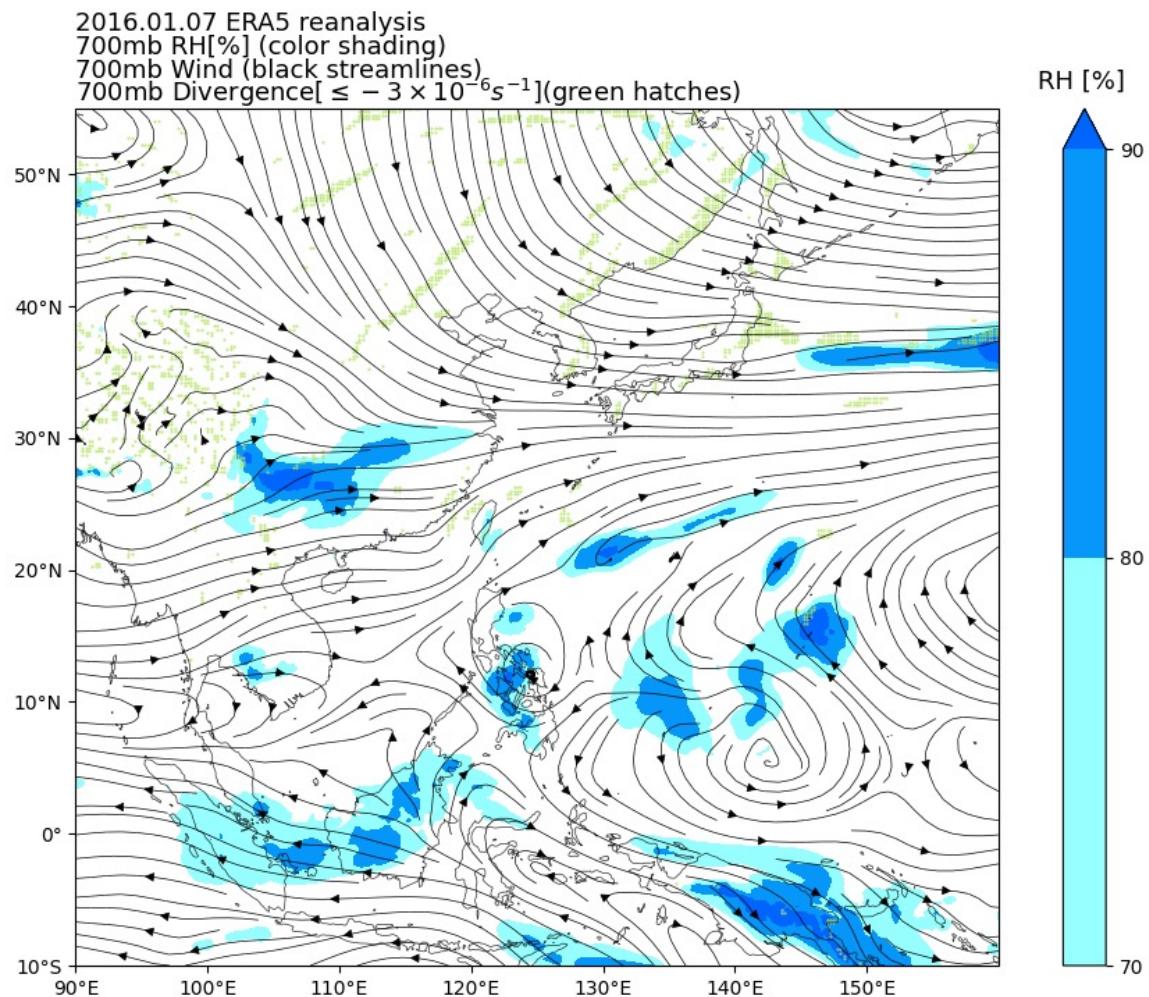 2016.01.07 ERA5 reanalysis
700mb RH[%] (color shading)
700mb Wind (black streamlines)
700mb Divergence[ ≤ −3 × 10⁻⁶s⁻¹](green hatches)
RH [%]
90
80
70
50°N
40°N
30°N
20°N
10°N
0°
10°S
90°E
100°E
110°E
120°E
130°E
140°E
150°E